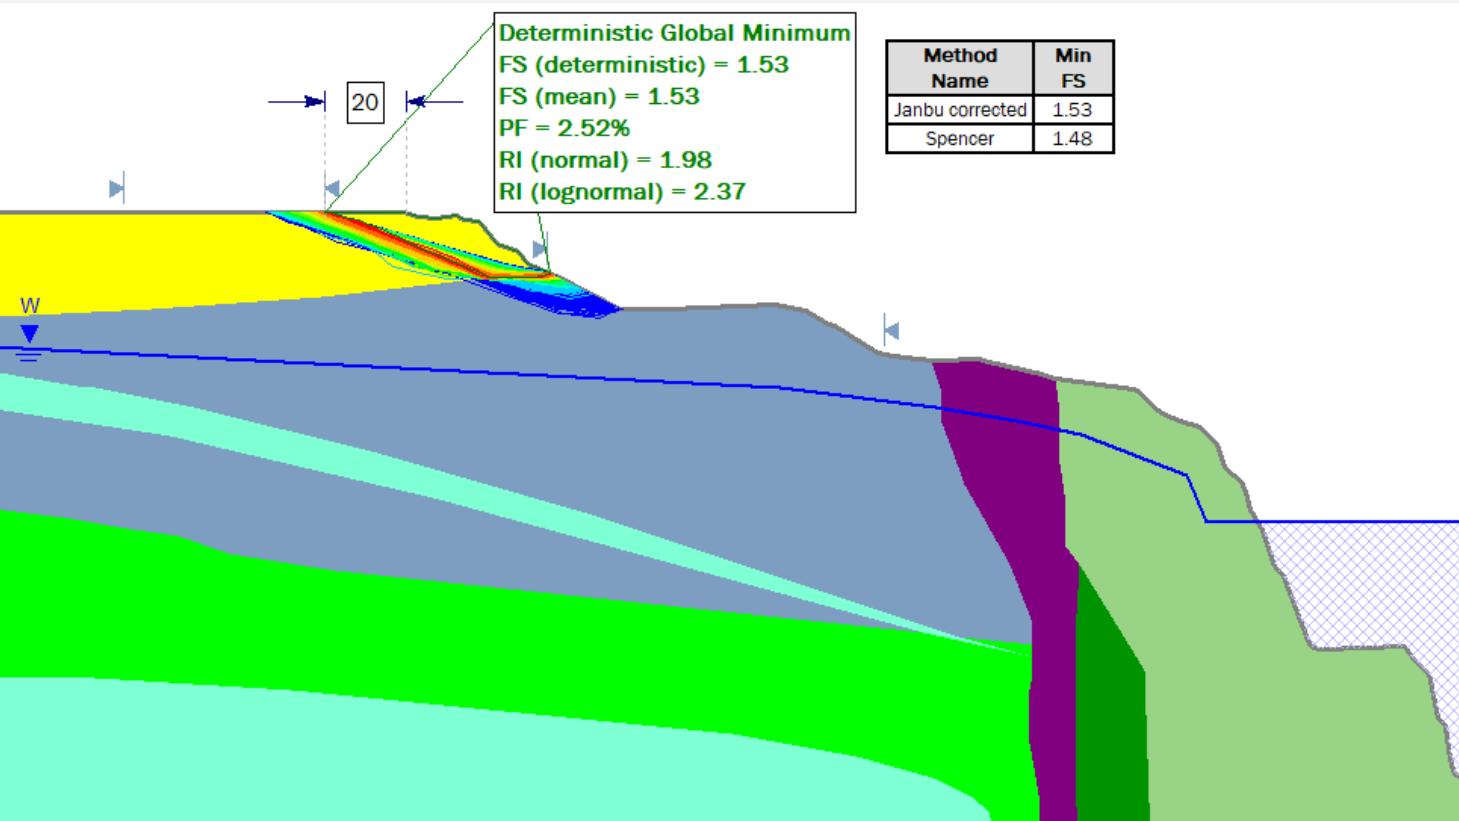 Deterministic Global Minimum
FS (deterministic) = 1.53
FS (mean) = 1.53
PF = 2.52%
RI (normal) = 1.98
RI (lognormal) = 2.37
Method Name Min FS
Janbu corrected 1.53
Spencer 1.48
20
W